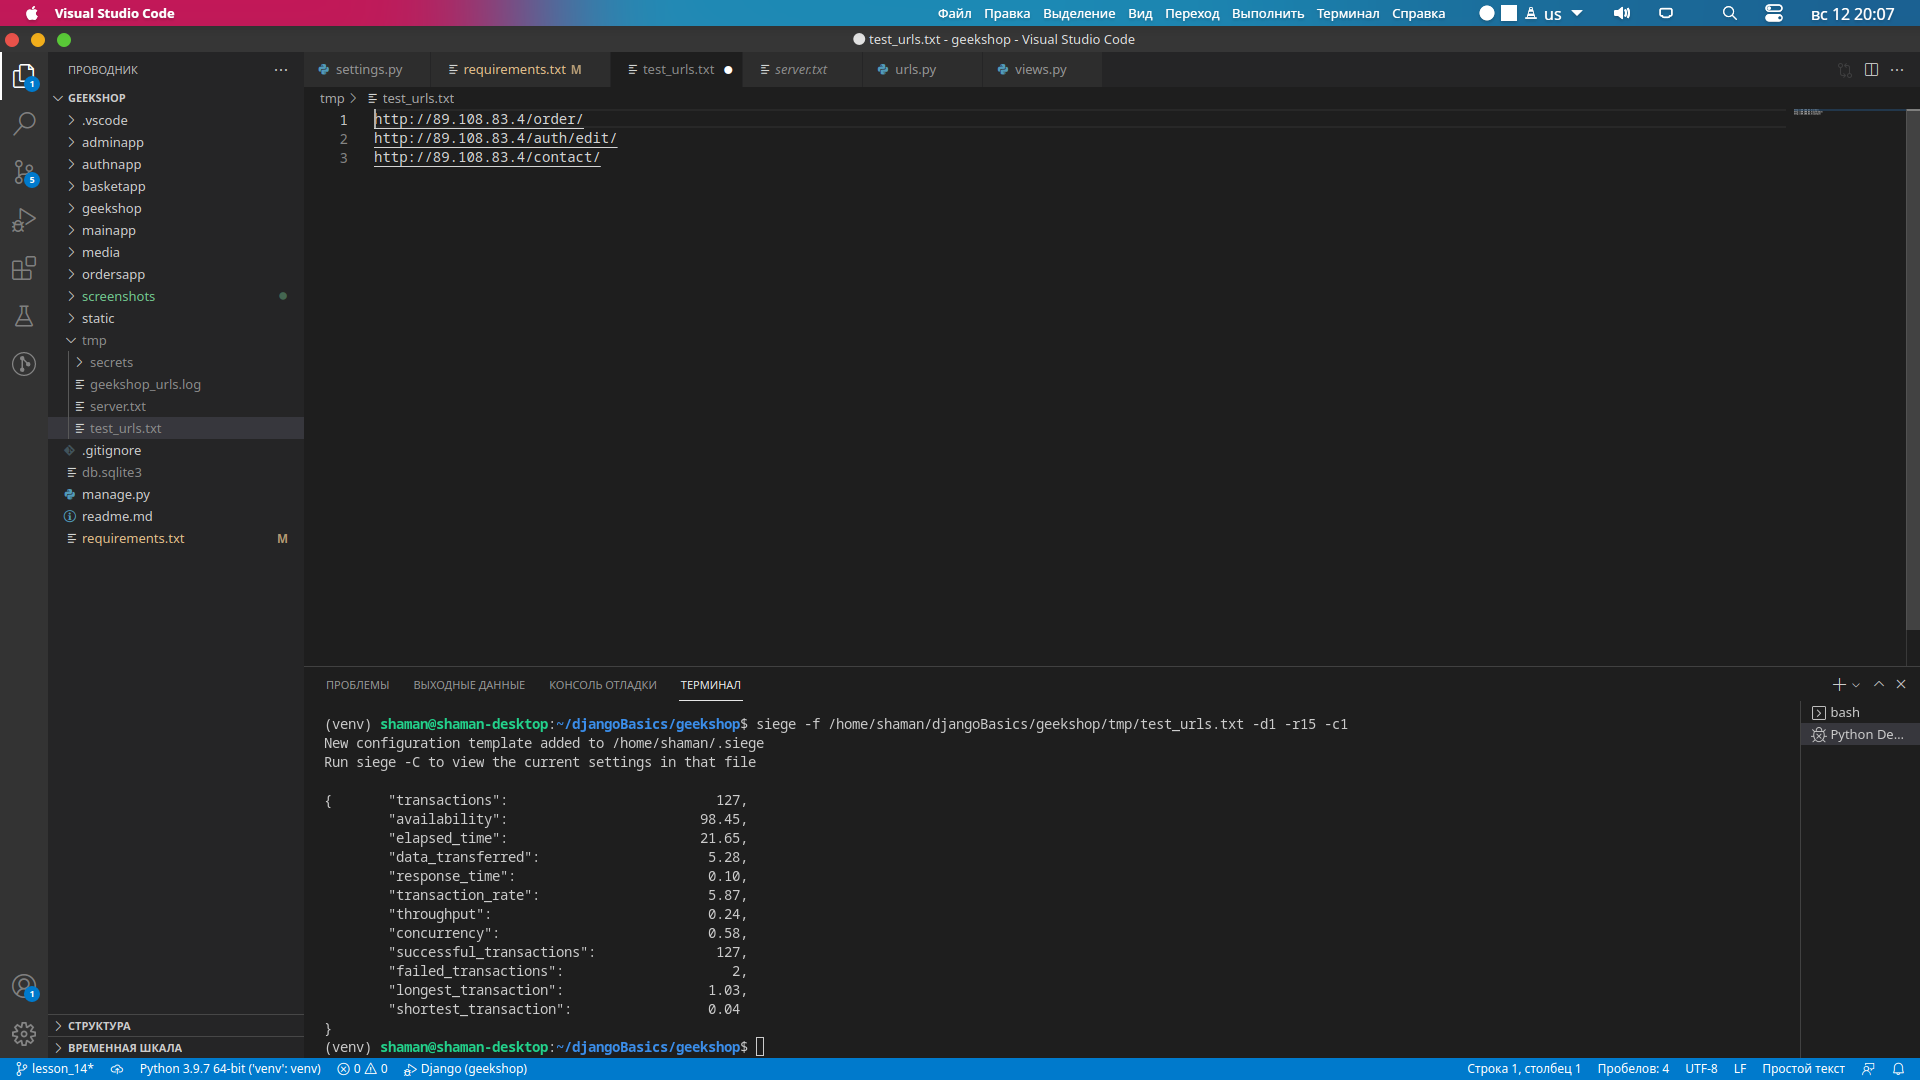 Visual Studio Code Файл Правка Выделение Вид Переход Выполнить Терминал Справка us вс 12 20:07
test_urls.txt - geekshop - Visual Studio Code
ПРОВОДНИК
settings.py requirements.txt M test_urls.txt server.txt urls.py views.py
GEEKSHOP
.vscode
adminapp
authnapp
basketapp
geekshop
mainapp
media
ordersapp
screenshots
static
tmp
secrets
geekshop_urls.log
server.txt
test_urls.txt
.gitignore
db.sqlite3
manage.py
readme.md
requirements.txt M
1
5
1
СТРУКТУРА
ВРЕМЕННАЯ ШКАЛА
tmp > test_urls.txt
1 http://89.108.83.4/order/
2 http://89.108.83.4/auth/edit/
3 http://89.108.83.4/contact/
ПРОБЛЕМЫ ВЫХОДНЫЕ ДАННЫЕ КОНСОЛЬ ОТЛАДКИ ТЕРМИНАЛ
bash
Python De...
(venv) shaman@shaman-desktop:~/djangoBasics/geekshop$ siege -f /home/shaman/djangoBasics/geekshop/tmp/test_urls.txt -d1 -r15 -c1
New configuration template added to /home/shaman/.siege
Run siege -C to view the current settings in that file
{ "transactions": 127,
"availability": 98.45,
"elapsed_time": 21.65,
"data_transferred": 5.28,
"response_time": 0.10,
"transaction_rate": 5.87,
"throughput": 0.24,
"concurrency": 0.58,
"successful_transactions": 127,
"failed_transactions": 2,
"longest_transaction": 1.03,
"shortest_transaction": 0.04
}
(venv) shaman@shaman-desktop:~/djangoBasics/geekshop$
lesson_14* Python 3.9.7 64-bit ('venv': venv) 0 0 Django (geekshop) Строка 1, столбец 1 Пробелов: 4 UTF-8 LF Простой текст